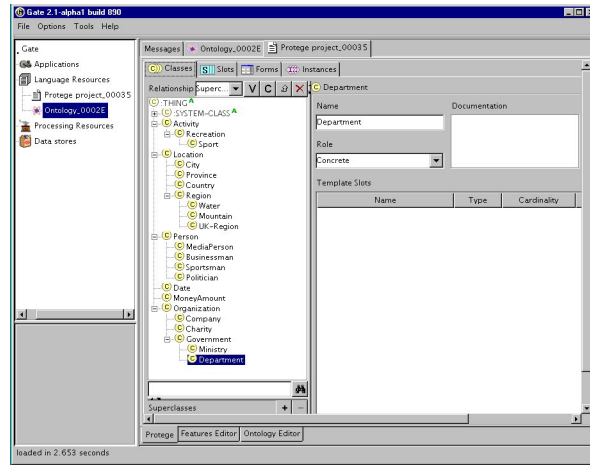 Gate 2.1-alpha1 build 890
File Options Tools Help
Gate
Applications
Language Resources
Protege project_00035
Ontology_0002E
Processing Resources
Data stores
Messages Ontology_0002E Protege project_00035
Classes Slots Forms Instances
Relationship Superc... V C X
:THING A
:SYSTEM-CLASS A
Activity
Recreation
Sport
Location
City
Province
Country
Region
Water
Mountain
UK-Region
Person
MediaPerson
Businessman
Sportsman
Politician
Date
MoneyAmount
Organization
Company
Charity
Government
Ministry
Department
Superclasses + -
Department
Name Documentation
Department
Role
Concrete
Template Slots
Name Type Cardinality
Protege Features Editor Ontology Editor
loaded in 2.653 seconds